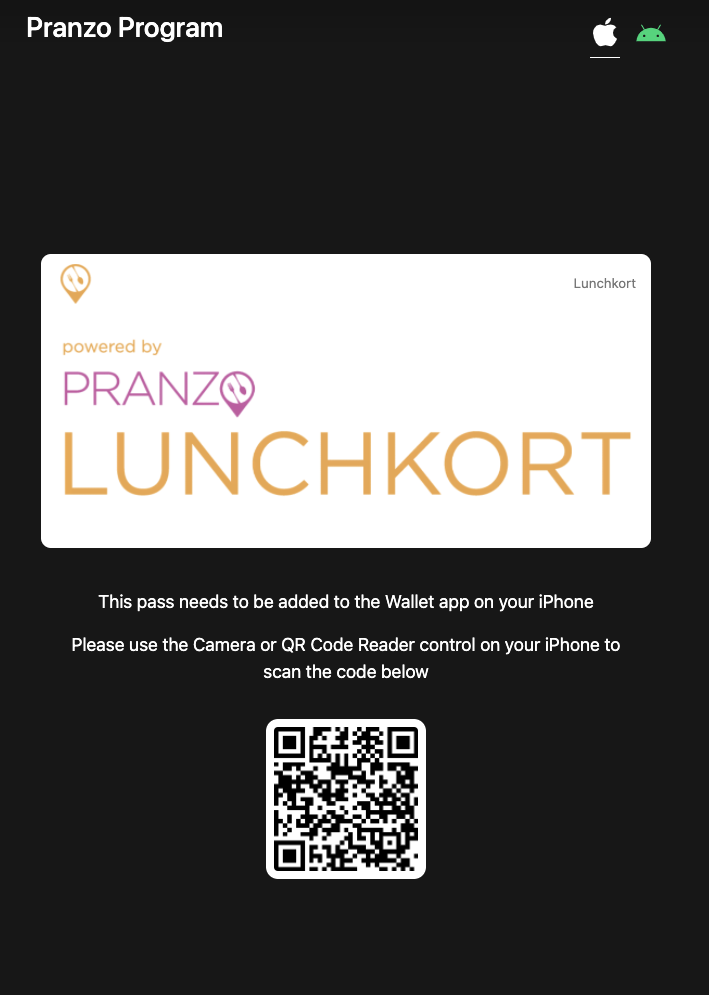 Pranzo Program
Lunchkort
powered by
PRANZO
LUNCHKORT
This pass needs to be added to the Wallet app on your iPhone
Please use the Camera or QR Code Reader control on your iPhone to
scan the code below